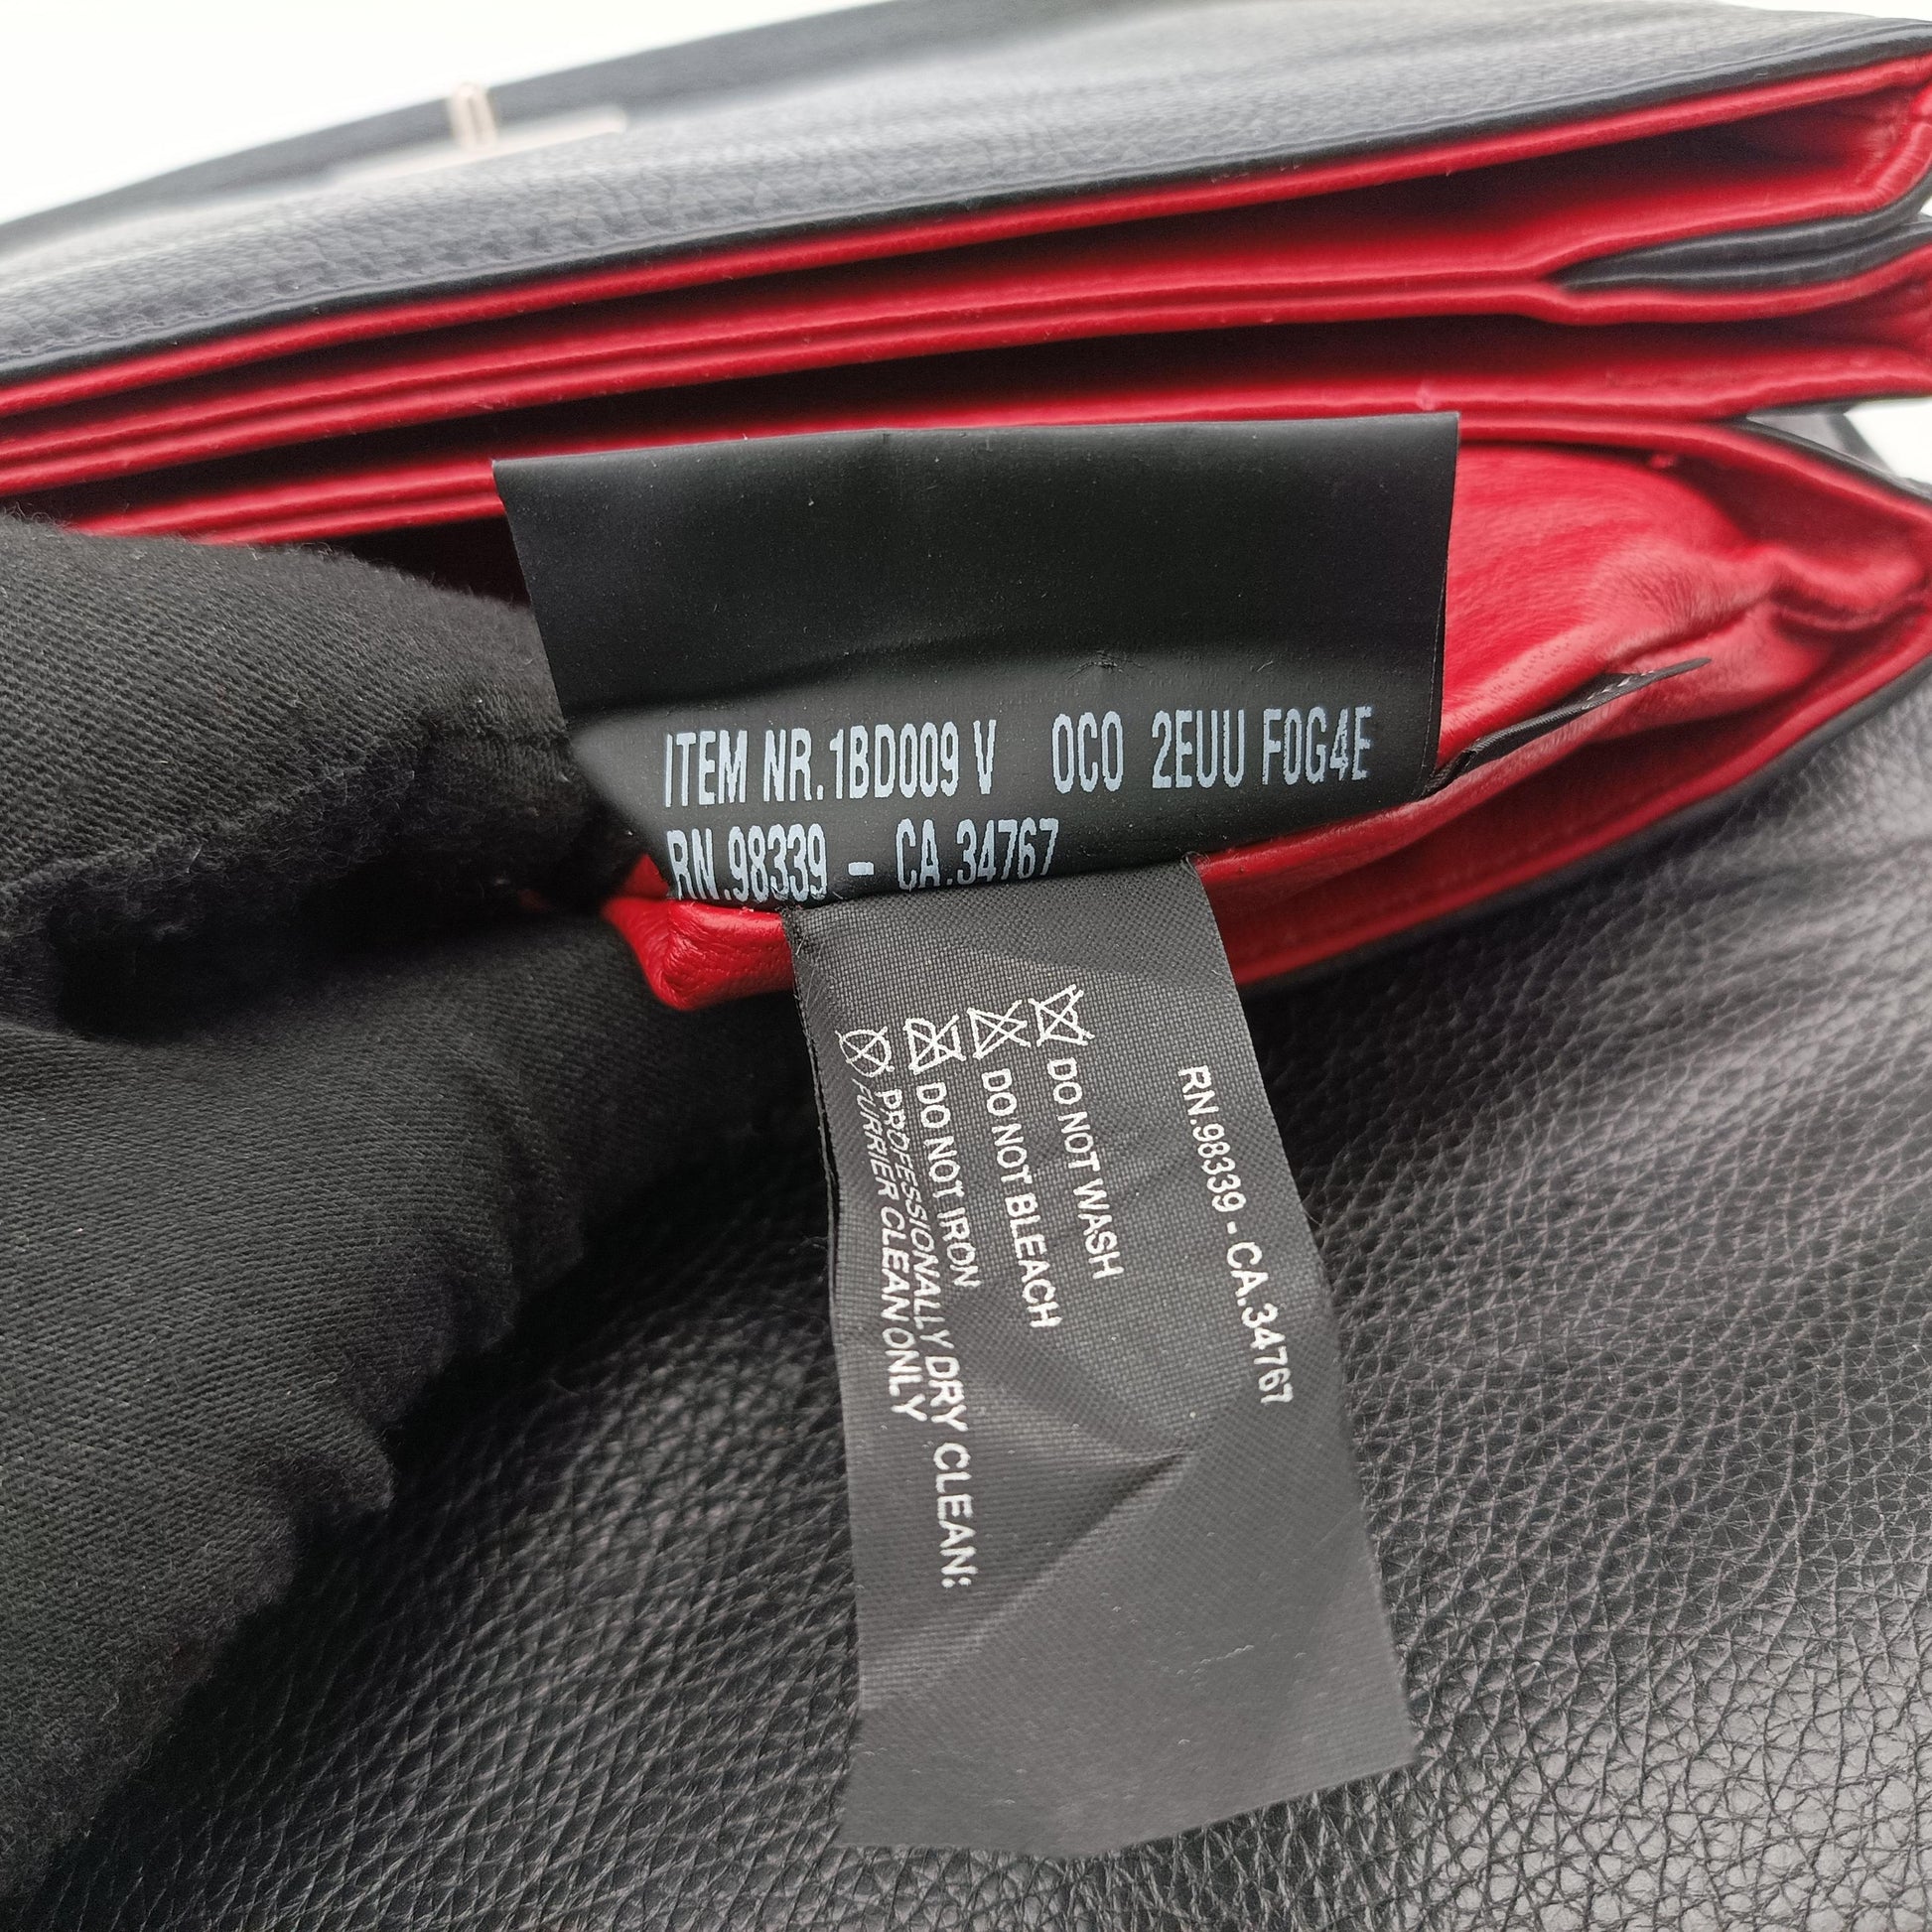 ITEM NR.1BD009 V OCO 2EUU F0G4E
RN.98339 - CA.34767
RN.98339 - CA.34767
DO NOT WASH
DO NOT BLEACH
DO NOT IRON
PROFESSIONALLY DRY CLEAN:
FURRIER CLEAN ONLY